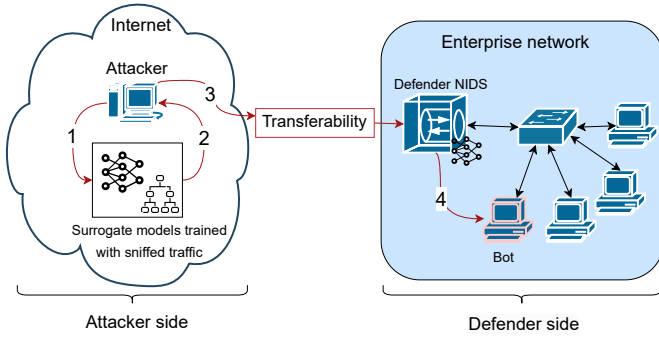 Internet
Attacker
1
2
3
Surrogate models trained
with sniffed traffic
Attacker side
Transferability
Enterprise network
Defender NIDS
4
Bot
Defender side